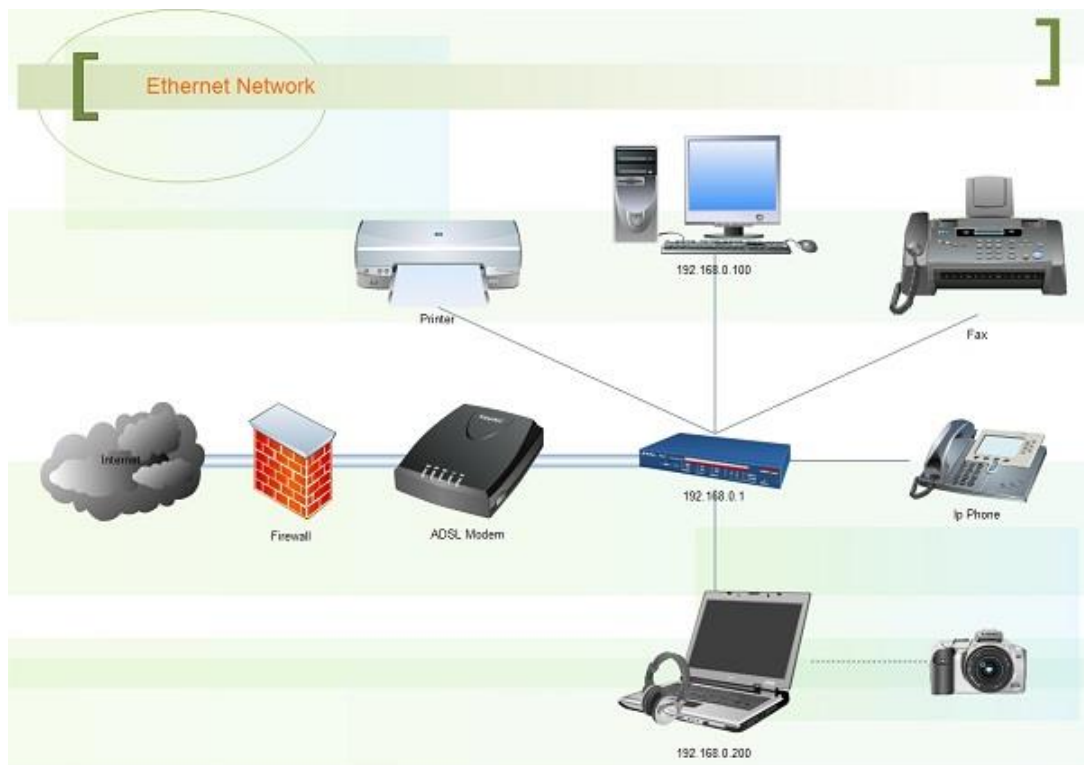 Ethernet Network
192.168.0.100
Printer
Fax
Internet
192.168.0.1
Ip Phone
Firewall
ADSL Modem
192.168.0.200